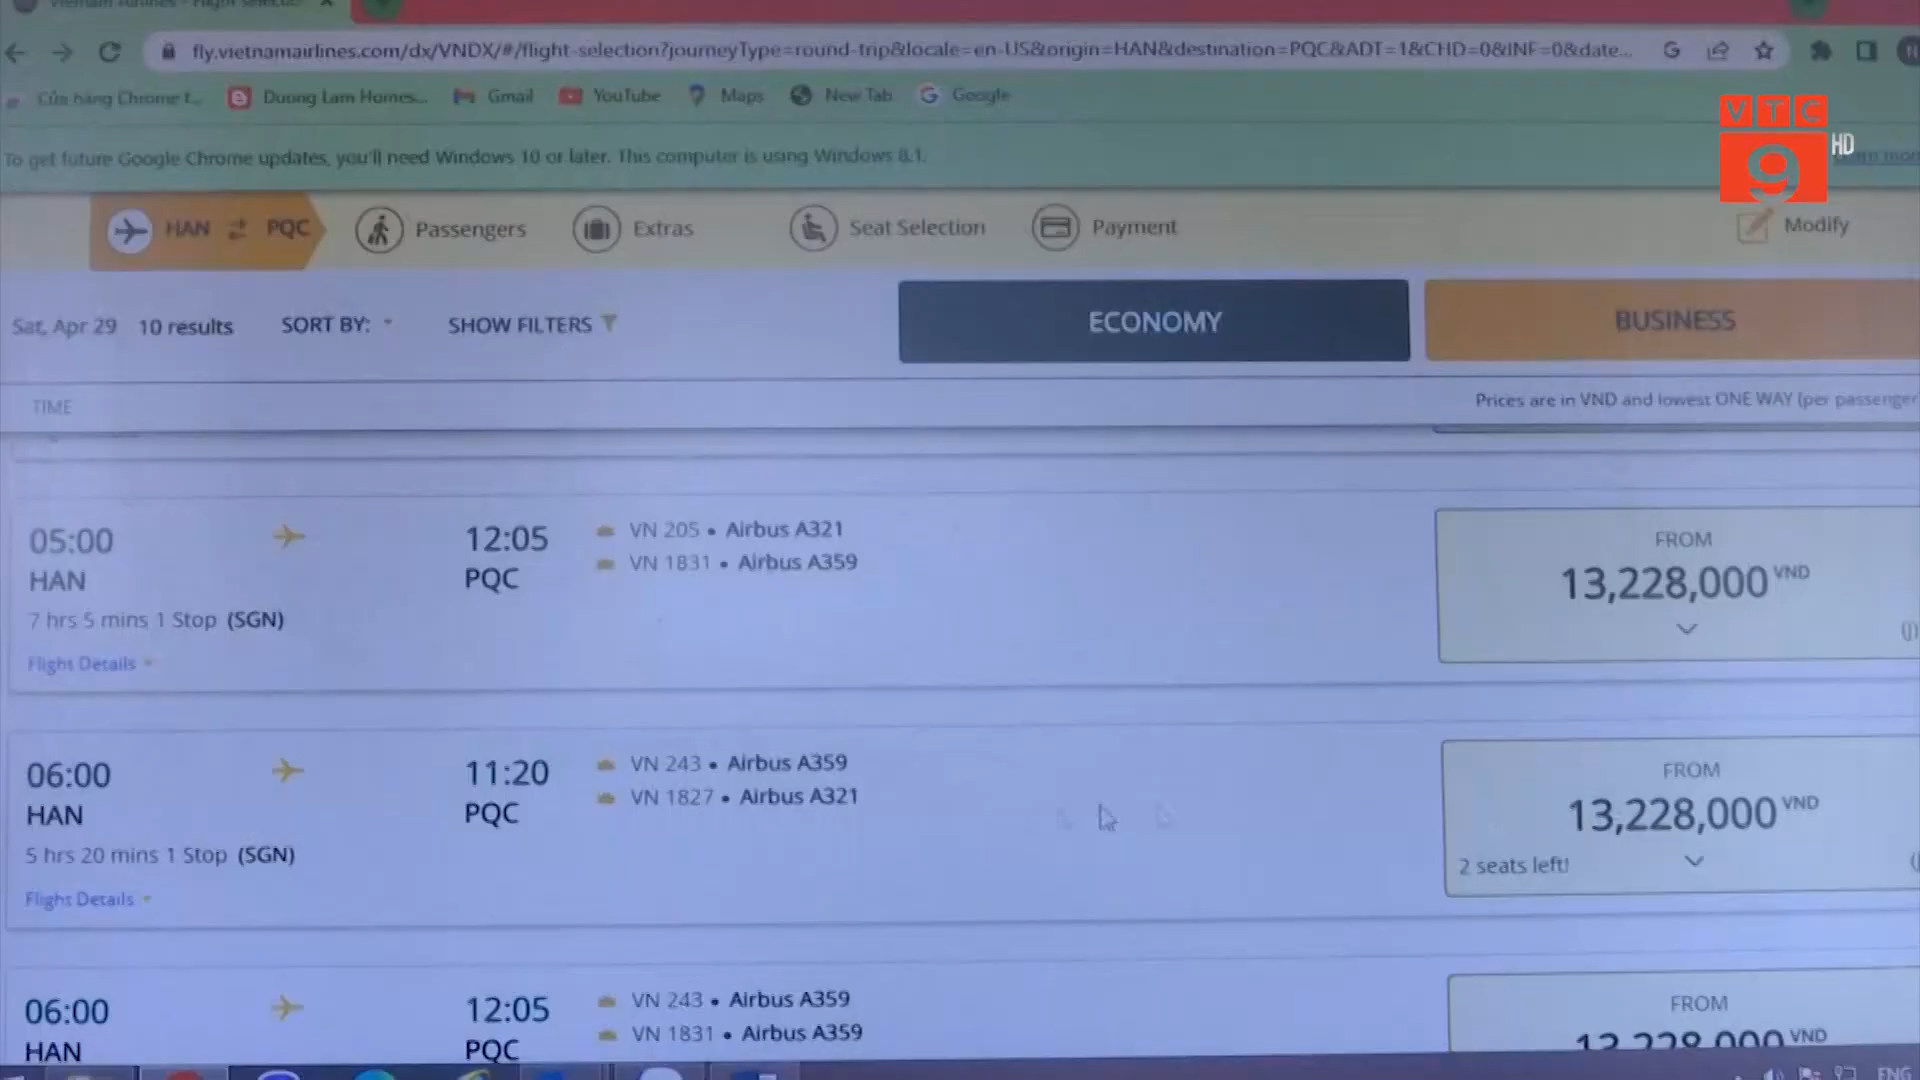 fly.vietnamairlines.com/dx/VNDX/#/flight-selection?journeyType=round-trip&locale=en-US&origin=HAN&destination=PQC&ADT=1&CHD=0&INF=0&date...
Cửa hàng Chrome t... Duong Lam Homes... Gmail YouTube Maps New Tab Google
VTC
9 HD
To get future Google Chrome updates, you'll need Windows 10 or later. This computer is using Windows 8.1.
HAN PQC Passengers Extras Seat Selection Payment Modify
Sat, Apr 29 10 results SORT BY: SHOW FILTERS ECONOMY BUSINESS
TIME Prices are in VND and lowest ONE WAY (per passenger
05:00 12:05 VN 205 • Airbus A321 FROM
HAN PQC VN 1831 • Airbus A359 13,228,000 VND
7 hrs 5 mins 1 Stop (SGN)
Flight Details
06:00 11:20 VN 243 • Airbus A359 FROM
HAN PQC VN 1827 • Airbus A321 13,228,000 VND
5 hrs 20 mins 1 Stop (SGN) 2 seats left!
Flight Details
06:00 12:05 VN 243 • Airbus A359 FROM
HAN PQC VN 1831 • Airbus A359 13,228,000 VND
ENG